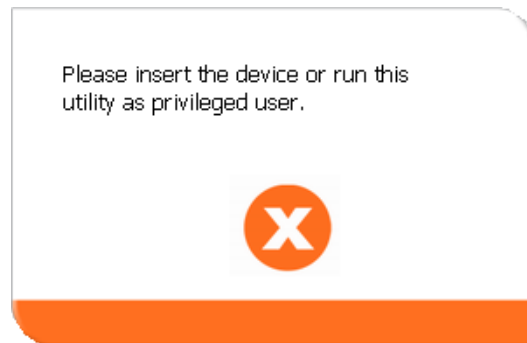 Please insert the device or run this
utility as privileged user.
X